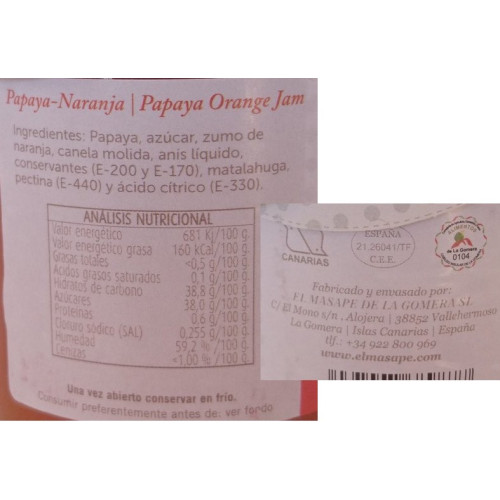 Papaya-Naranja | Papaya Orange Jam
Ingredientes: Papaya, azúcar, zumo de
naranja, canela molida, anis líquido,
conservantes (E-200 y E-170), matalahuga,
pectina (E-440) y ácido cítrico (E-330).
ANÁLISIS NUTRICIONAL
Valor energético 681 Kj/100 g.
Valor energético grasa 160 kCal/100 g.
Grasas totales <0,5 g/100 g.
Ácidos grasos saturados 0,1 g/100 g.
Hidratos de carbono 38,8 g/100 g.
Azúcares 38,0 g/100 g.
Proteinas 0,6 g/100 g.
Cloruro sódico (SAL) 0,255 g/100 g.
Humedad 59,2 %/100 g.
Cenizas <1,00 %/100 g.
Una vez abierto conservar en frío.
Consumir preferentemente antes de: ver fondo
CANARIAS
ESPAÑA
21.26041/TF
C.E.E.
ALIMENTOS
de La Gomera
0104
Fabricado y envasado por:
EL MASAPE DE LA GOMERA SL
C/ El Mono s/n , Alojera | 38852 Vallehermoso
La Gomera | Islas Canarias | España
tlf.: +34 922 800 969
www.elmasape.com